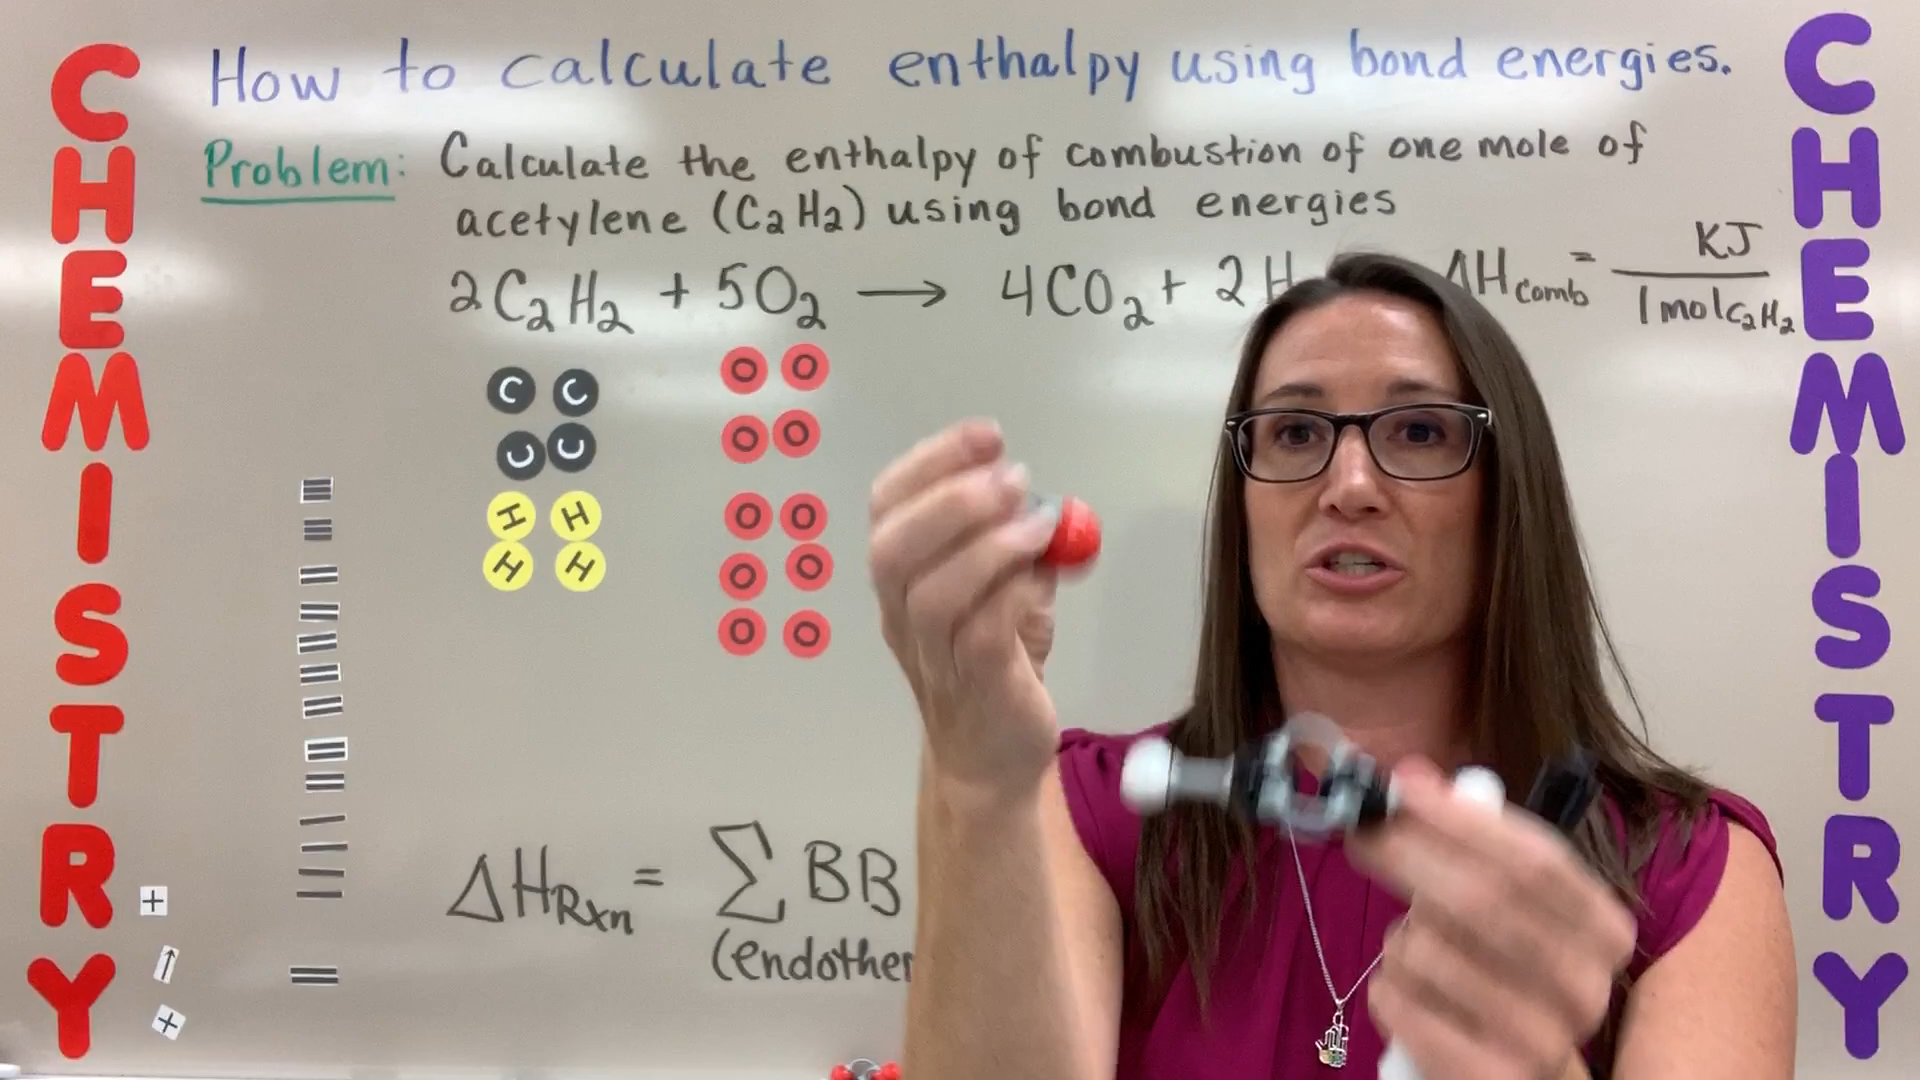 CHEMISTRY
How to calculate enthalpy using bond energies.
CHEMISTRY
Problem: Calculate the enthalpy of combustion of one mole of
acetylene (C₂H₂) using bond energies
2C₂H₂ + 5O₂ → 4CO₂ + 2H
ΔHcomb = KJ
1molC₂H₂
C C O O
C C O O
H H O O
H H O O
O O
ΔHRxn = ΣBB
(endother
+
↑
+